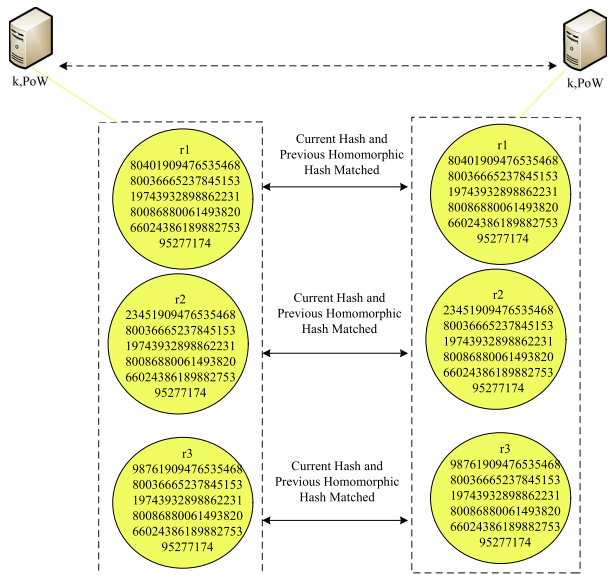 k,PoW
k,PoW
r1
80401909476535468
80036665237845153
19743932898862231
80086880061493820
66024386189882753
95277174
Current Hash and
Previous Homomorphic
Hash Matched
r1
80401909476535468
80036665237845153
19743932898862231
80086880061493820
66024386189882753
95277174
r2
23451909476535468
80036665237845153
19743932898862231
80086880061493820
66024386189882753
95277174
Current Hash and
Previous Homomorphic
Hash Matched
r2
23451909476535468
80036665237845153
19743932898862231
80086880061493820
66024386189882753
95277174
r3
98761909476535468
80036665237845153
19743932898862231
80086880061493820
66024386189882753
95277174
Current Hash and
Previous Homomorphic
Hash Matched
r3
98761909476535468
80036665237845153
19743932898862231
80086880061493820
66024386189882753
95277174